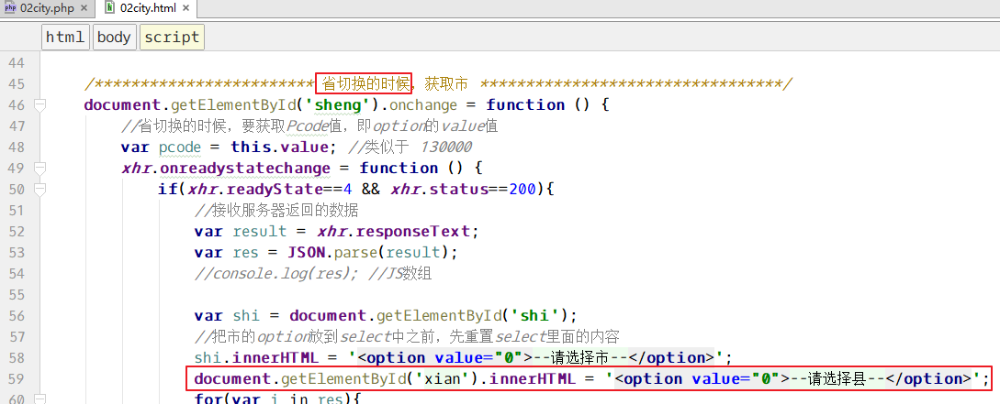 02city.php × 02city.html ×
html body script
44
45 /************************ 省切换的时候，获取市 *********************************/
46 document.getElementById('sheng').onchange = function () {
47 //省切换的时候，要获取Pcode值，即option的value值
48 var pcode = this.value; //类似于 130000
49 xhr.onreadystatechange = function () {
50 if(xhr.readyState==4 && xhr.status==200){
51 //接收服务器返回的数据
52 var result = xhr.responseText;
53 var res = JSON.parse(result);
54 //console.log(res); //JS数组
55
56 var shi = document.getElementById('shi');
57 //把市的option放到select中之前，先重置select里面的内容
58 shi.innerHTML = '<option value="0">--请选择市--</option>';
59 document.getElementById('xian').innerHTML = '<option value="0">--请选择县--</option>';
60 for(var i in res){